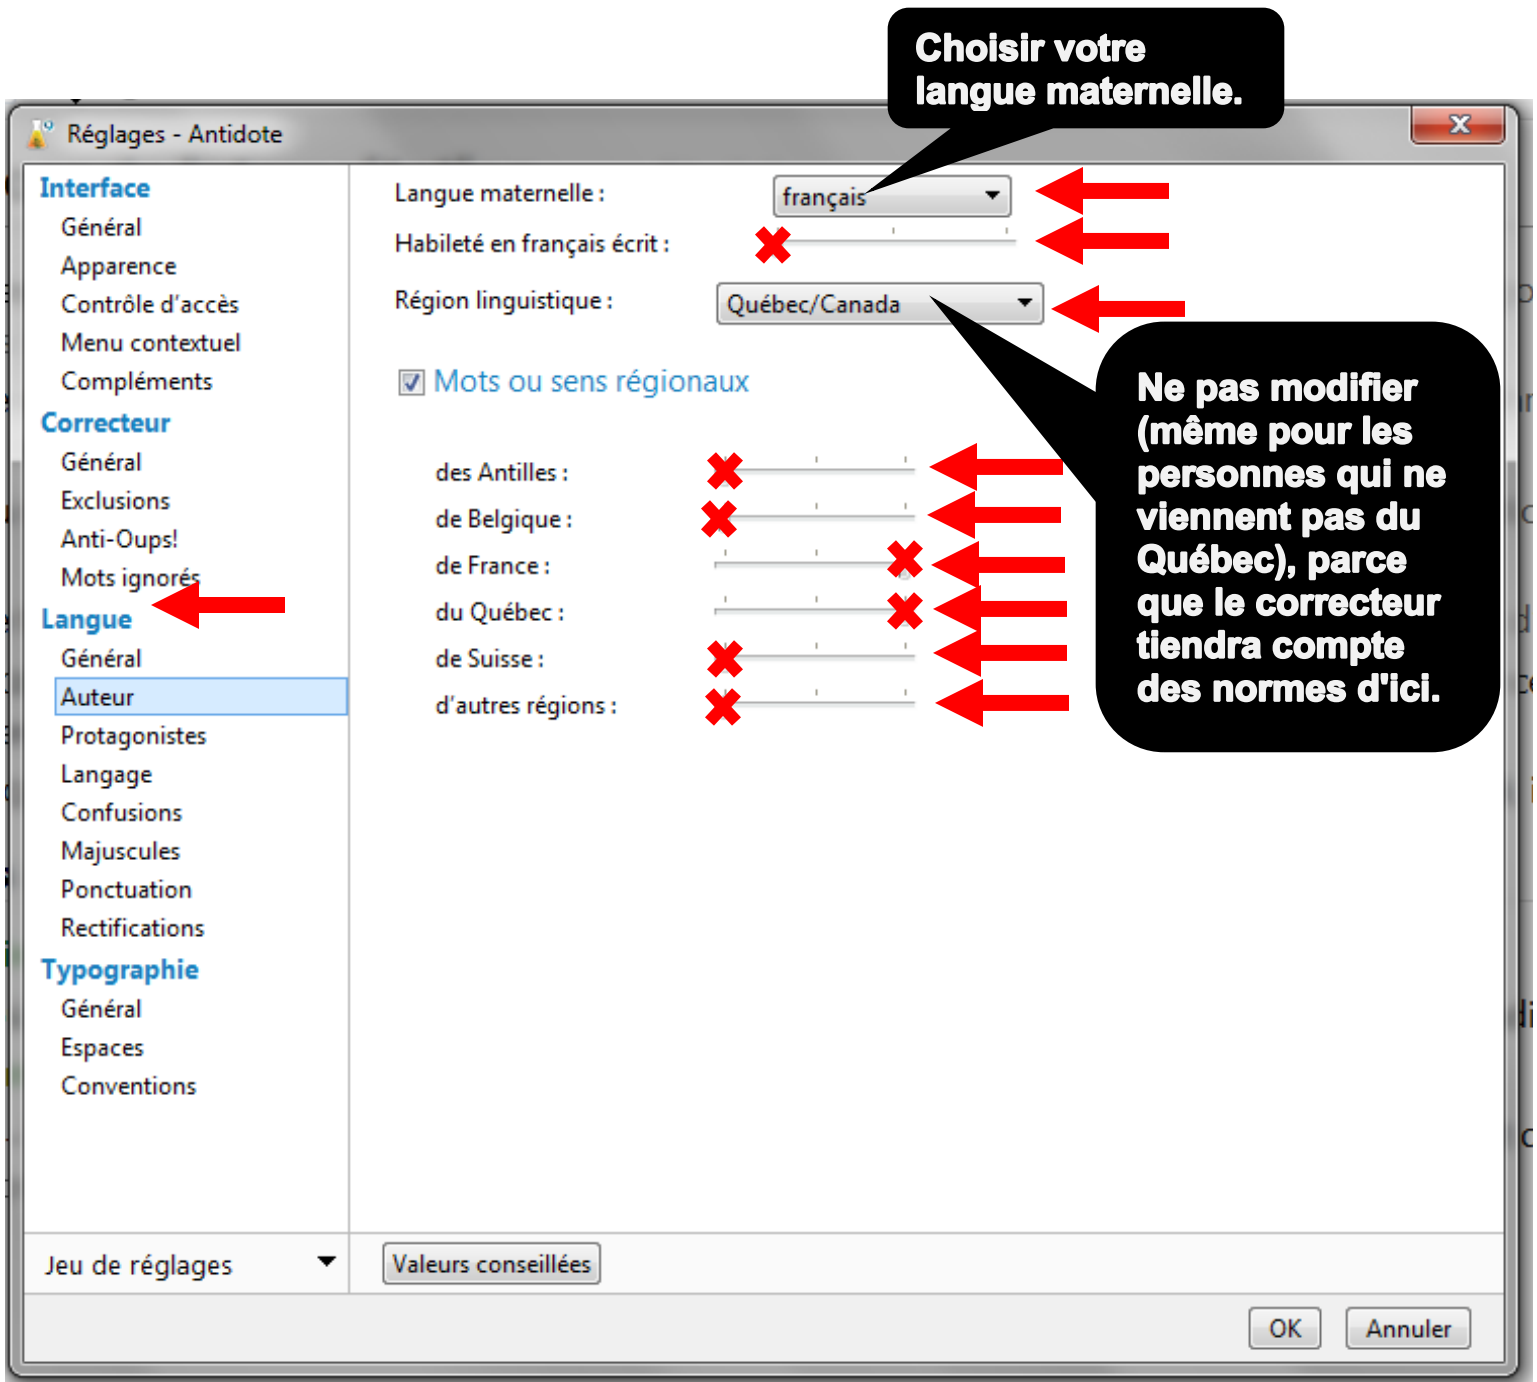 Choisir votre
langue maternelle.
Réglages - Antidote
Interface
Général
Apparence
Contrôle d'accès
Menu contextuel
Compléments
Correcteur
Général
Exclusions
Anti-Oups!
Mots ignorés
Langue
Général
Auteur
Protagonistes
Langage
Confusions
Majuscules
Ponctuation
Rectifications
Typographie
Général
Espaces
Conventions
Jeu de réglages
Langue maternelle : français
Habileté en français écrit :
Région linguistique : Québec/Canada
Mots ou sens régionaux
des Antilles :
de Belgique :
de France :
du Québec :
de Suisse :
d'autres régions :
Ne pas modifier
(même pour les
personnes qui ne
viennent pas du
Québec), parce
que le correcteur
tiendra compte
des normes d'ici.
Valeurs conseillées
OK Annuler